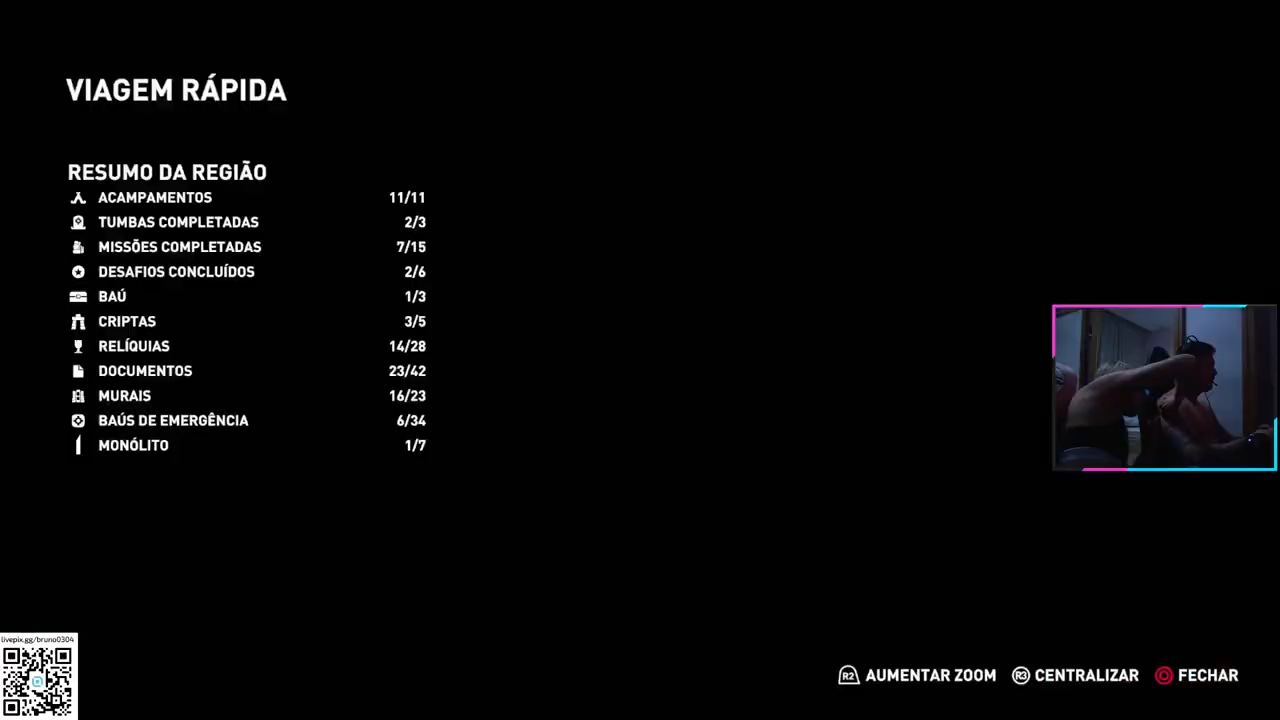 VIAGEM RÁPIDA
RESUMO DA REGIÃO
ACAMPAMENTOS 11/11
TUMBAS COMPLETADAS 2/3
MISSÕES COMPLETADAS 7/15
DESAFIOS CONCLUÍDOS 2/6
BAÚ 1/3
CRIPTAS 3/5
RELÍQUIAS 14/28
DOCUMENTOS 23/42
MURAIS 16/23
BAÚS DE EMERGÊNCIA 6/34
MONÓLITO 1/7
livepix.gg/bruno0304
R2 AUMENTAR ZOOM R3 CENTRALIZAR FECHAR